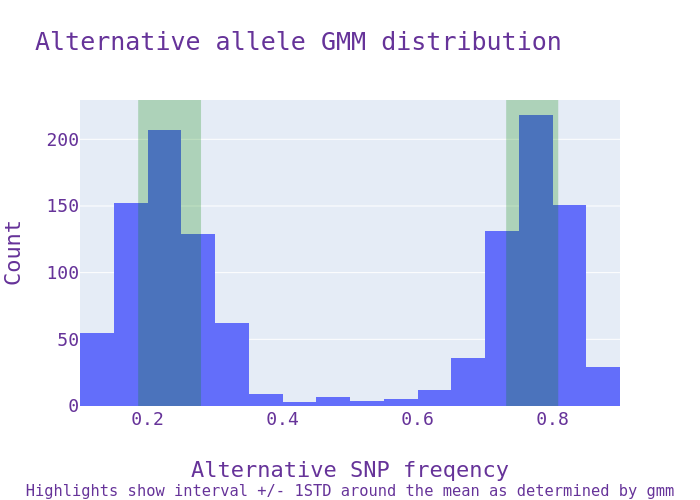 Alternative allele GMM distribution
200
150
100
50
0
Count
0.2
0.4
0.6
0.8
Alternative SNP freqency
Highlights show interval +/- 1STD around the mean as determined by gmm